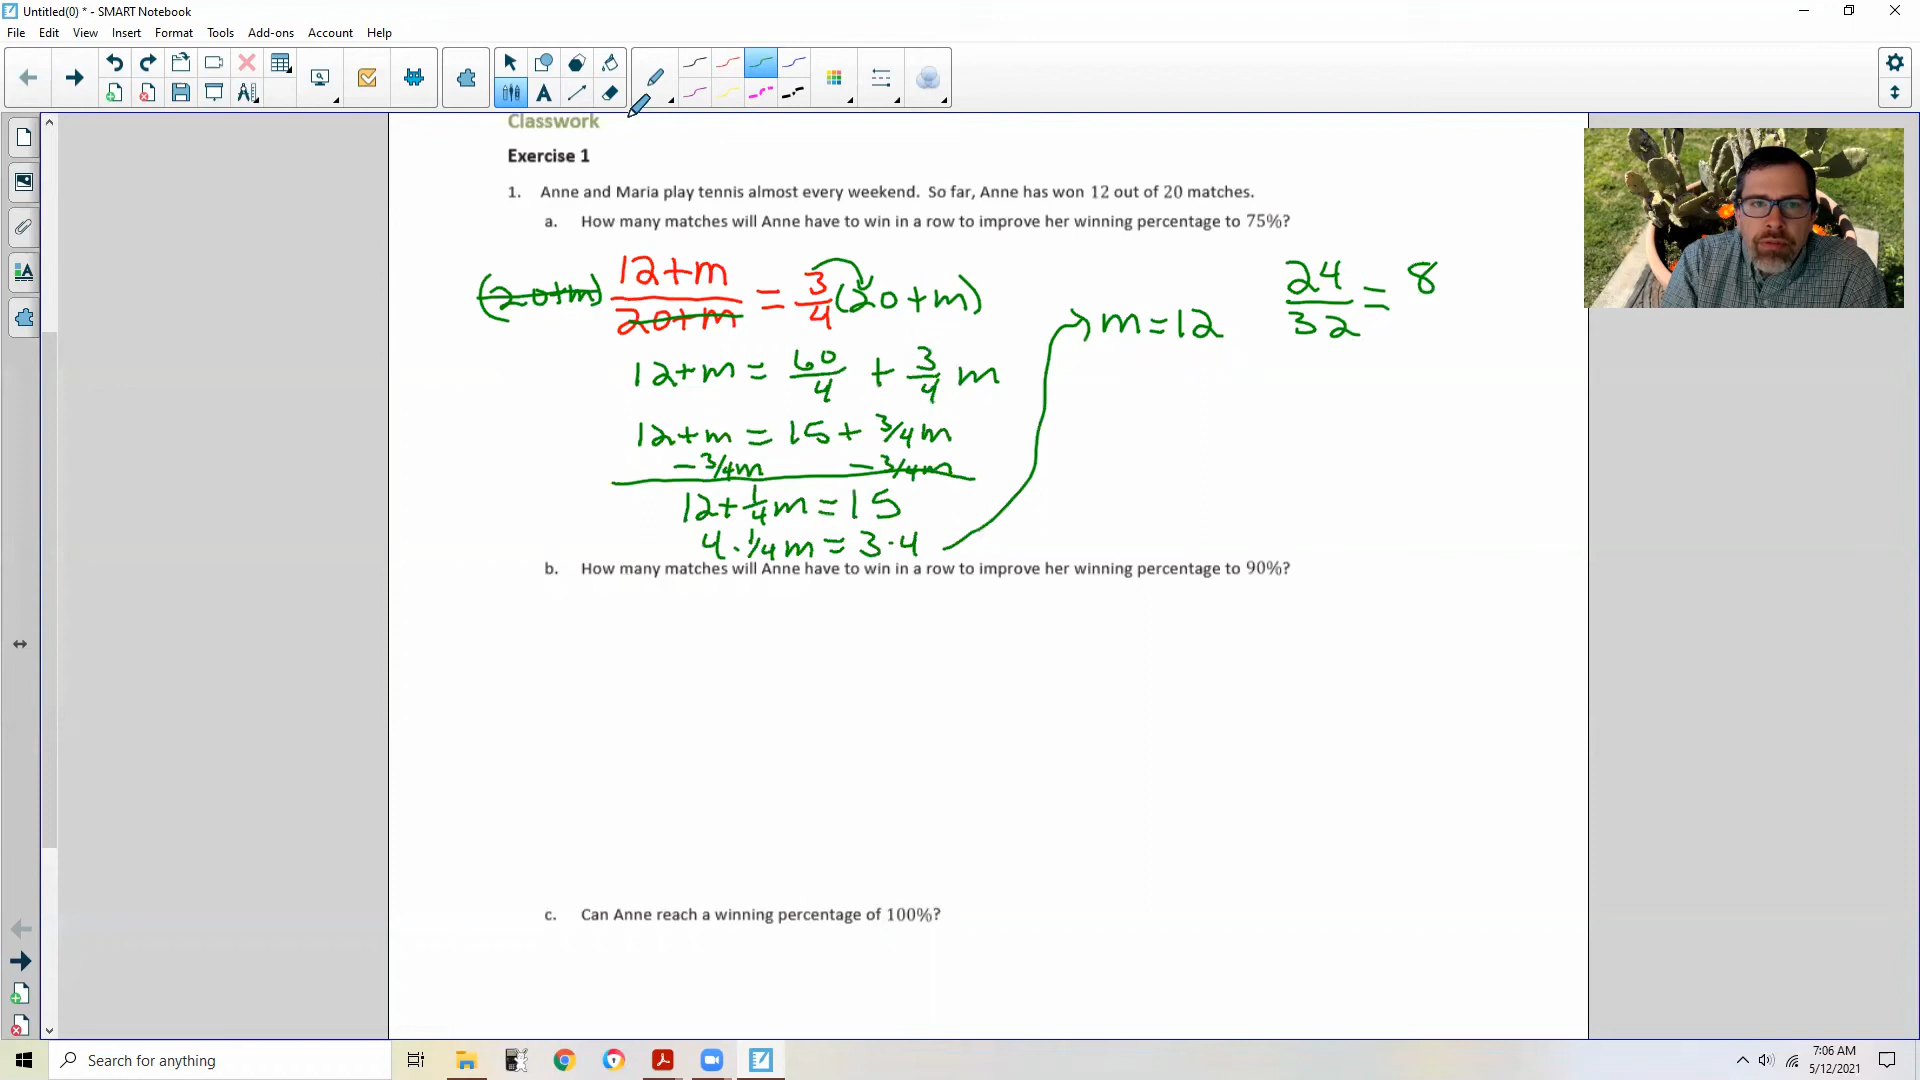 Untitled(0) * - SMART Notebook
File Edit View Insert Format Tools Add-ons Account Help
Classwork
Exercise 1
1. Anne and Maria play tennis almost every weekend. So far, Anne has won 12 out of 20 matches.
a. How many matches will Anne have to win in a row to improve her winning percentage to 75%?
(20+m) 12+m/20+m = 3/4 (20+m)
m=12
24/32 = 8
12+m = 60/4 + 3/4 m
12+m = 15 + 3/4m
-3/4m -3/4m
12+1/4m=15
4·1/4m=3·4
b. How many matches will Anne have to win in a row to improve her winning percentage to 90%?
c. Can Anne reach a winning percentage of 100%?
Search for anything
7:06 AM
5/12/2021